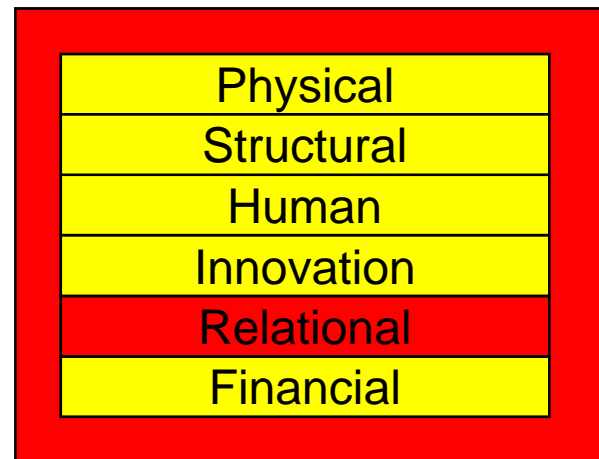 Physical
Structural
Human
Innovation
Relational
Financial